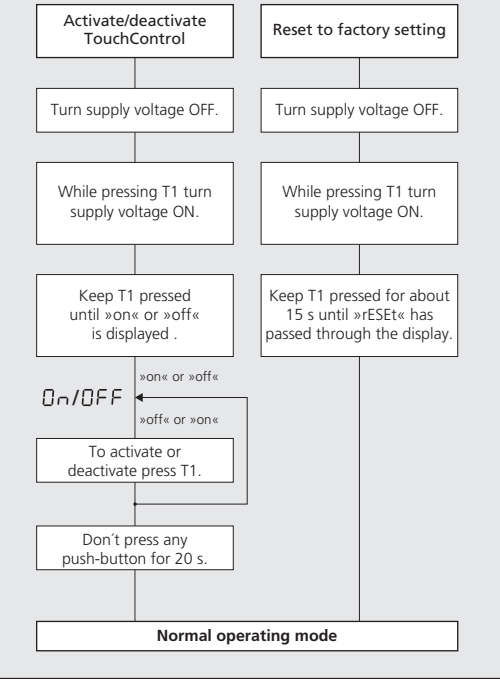 Activate/deactivate
TouchControl
Turn supply voltage OFF.
While pressing T1 turn
supply voltage ON.
Keep T1 pressed
until »on« or »off«
is displayed .
»on« or »off«
On/OFF
»off« or »on«
To activate or
deactivate press T1.
Don´t press any
push-button for 20 s.
Reset to factory setting
Turn supply voltage OFF.
While pressing T1 turn
supply voltage ON.
Keep T1 pressed for about
15 s until »rESEt« has
passed through the display.
Normal operating mode